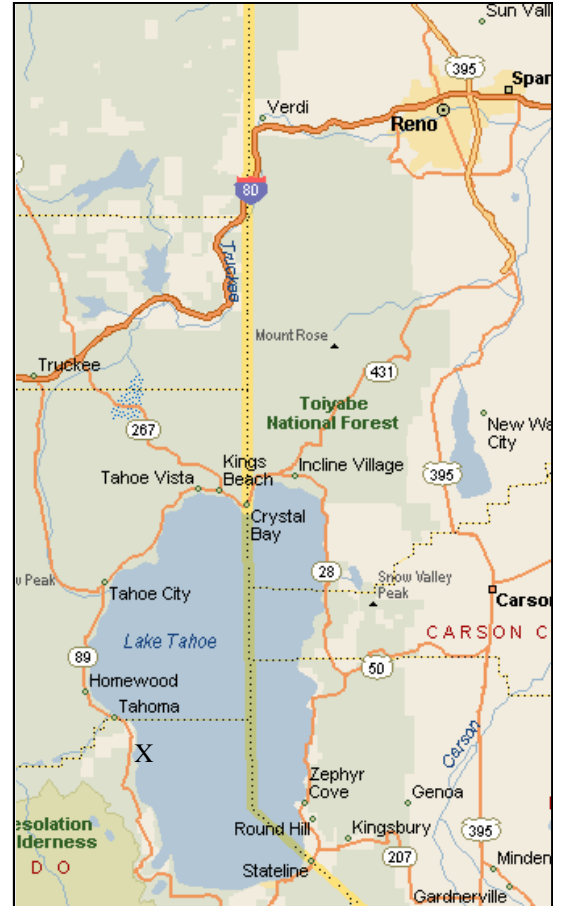 Sun Vall
395
Span
Verdi
Reno
80
Truckee
Mount Rose
Truckee
431
Toiyabe
National Forest
New Wa
City
267
Kings
Beach
Incline Village
395
Tahoe Vista
Crystal
Bay
28
Snow Valley
Peak
w Peak
Tahoe City
Carson
CARSON C
Lake Tahoe
89
50
Homewood
Tahoma
X
Carson
Zephyr
Cove
Genoa
esolation
ilderness
D O
Round Hill
Kingsbury
395
Stateline
207
Minden
Gardnerville